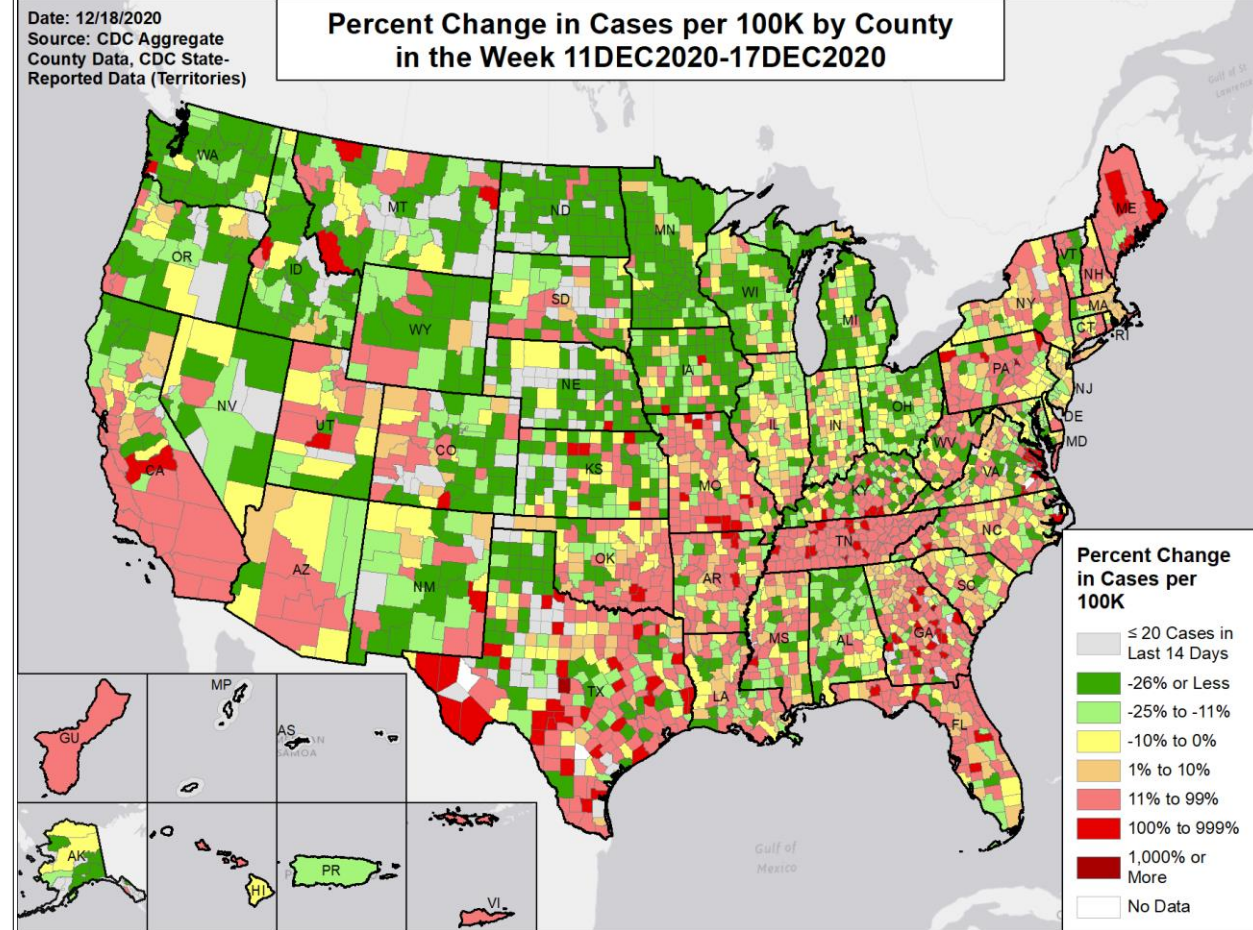 Date: 12/18/2020
Source: CDC Aggregate
County Data, CDC State-
Reported Data (Territories)
Percent Change in Cases per 100K by County
in the Week 11DEC2020-17DEC2020
Gulf of St.
Lawrence
WA
MT
ND
MN
ME
OR
ID
SD
WI
MI
VT
NH
NY
MA
CT
RI
WY
IA
PA
NJ
NV
NE
IL
IN
OH
DE
MD
UT
CO
WV
VA
CA
KS
MO
KY
NC
AZ
NM
OK
AR
TN
SC
MS
AL
GA
TX
LA
FL
Percent Change
in Cases per
100K
≤ 20 Cases in
Last 14 Days
-26% or Less
-25% to -11%
-10% to 0%
1% to 10%
11% to 99%
100% to 999%
1,000% or
More
No Data
GU
MP
AS
SAMOA
AK
HI
PR
VI
Gulf of
Mexico